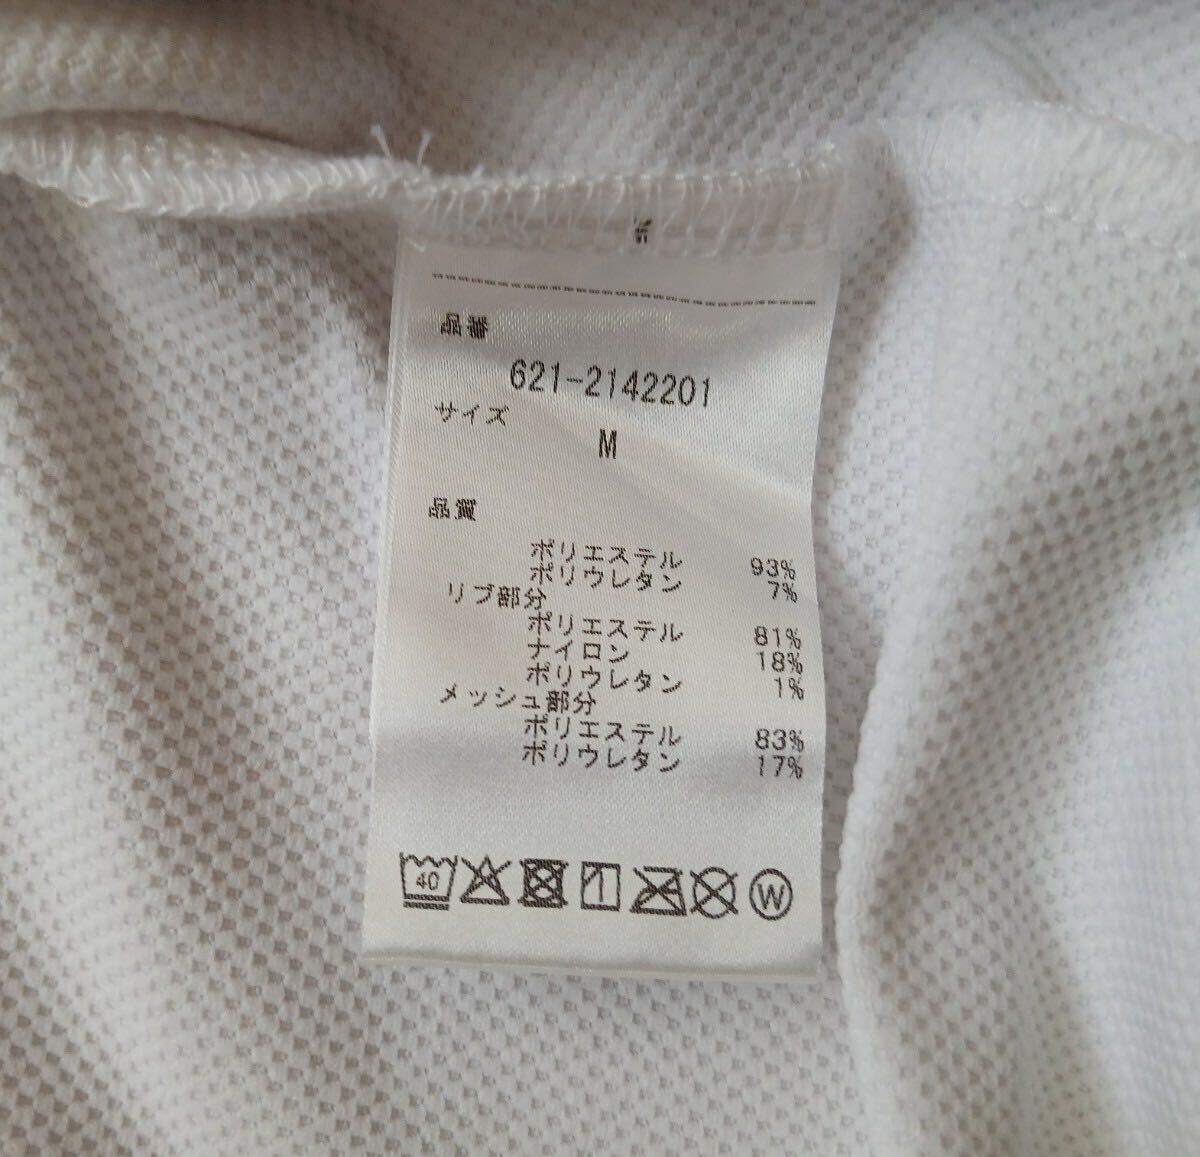 品番
621-2142201
サイズ
M
品質
ポリエステル 93%
ポリウレタン 7%
リブ部分
ポリエステル 81%
ナイロン 18%
ポリウレタン 1%
メッシュ部分
ポリエステル 83%
ポリウレタン 17%
40
W